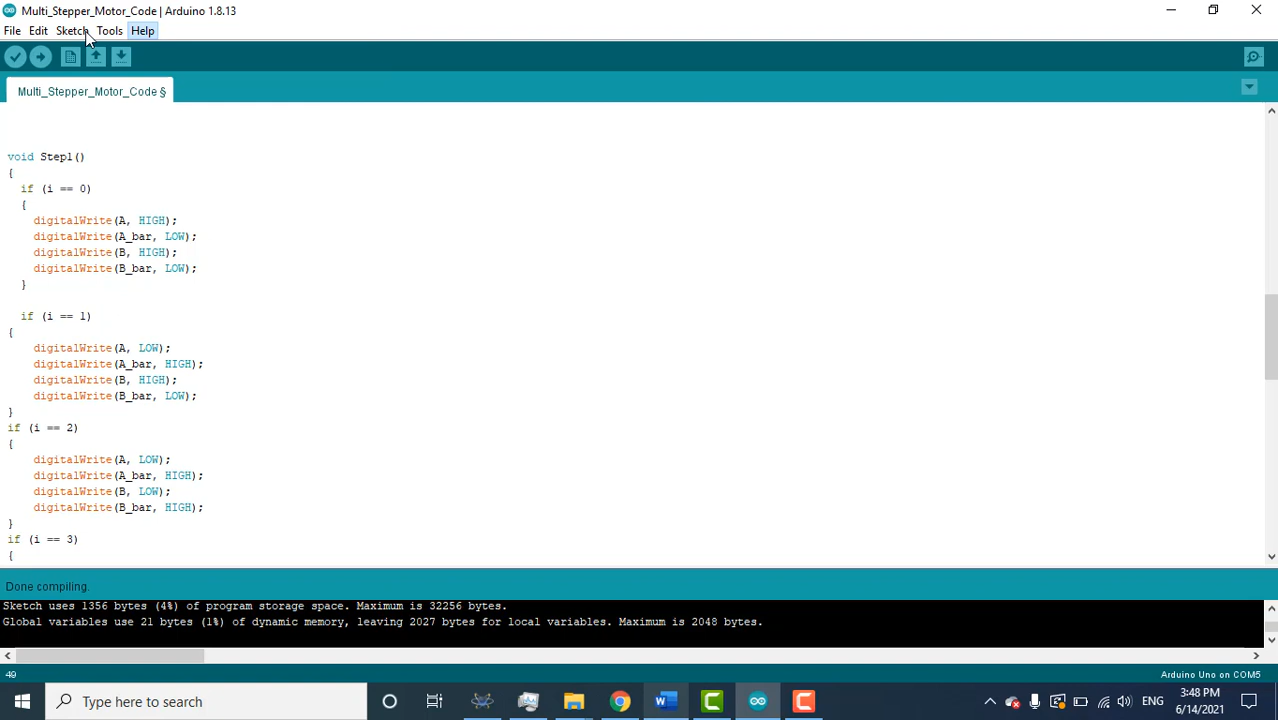 Multi_Stepper_Motor_Code | Arduino 1.8.13
File Edit Sketch Tools Help
Multi_Stepper_Motor_Code §
void Step1()
{
if (i == 0)
{
digitalWrite(A, HIGH);
digitalWrite(A_bar, LOW);
digitalWrite(B, HIGH);
digitalWrite(B_bar, LOW);
}
if (i == 1)
{
digitalWrite(A, LOW);
digitalWrite(A_bar, HIGH);
digitalWrite(B, HIGH);
digitalWrite(B_bar, LOW);
}
if (i == 2)
{
digitalWrite(A, LOW);
digitalWrite(A_bar, HIGH);
digitalWrite(B, LOW);
digitalWrite(B_bar, HIGH);
}
if (i == 3)
{
Done compiling.
Sketch uses 1356 bytes (4%) of program storage space. Maximum is 32256 bytes.
Global variables use 21 bytes (1%) of dynamic memory, leaving 2027 bytes for local variables. Maximum is 2048 bytes.
49
Arduino Uno on COM5
Type here to search
ENG
3:48 PM
6/14/2021